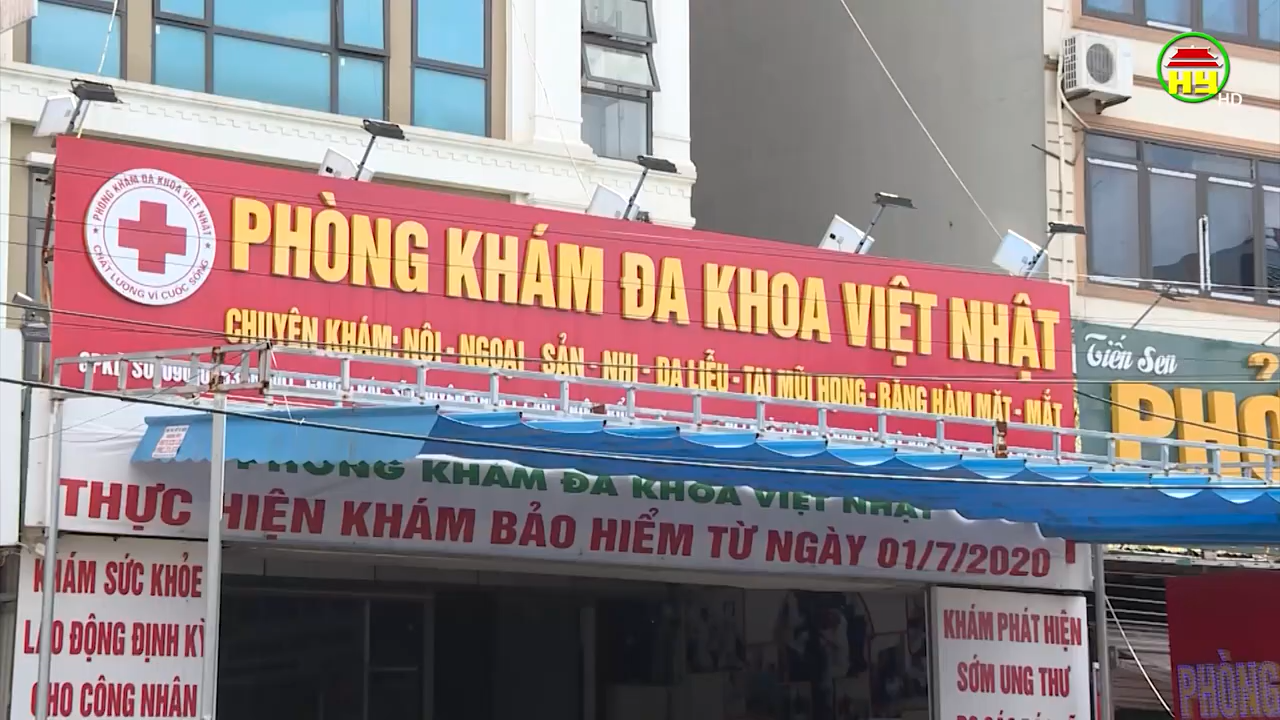 HY
HD
PHÒNG KHÁM ĐA KHOA VIỆT NHẬT
CHẤT LƯỢNG VÌ CUỘC SỐNG
PHÒNG KHÁM ĐA KHOA VIỆT NHẬT
CHUYÊN KHÁM: NỘI - NGOẠI - SẢN - NHI - DA LIỄU - TAI MŨI HỌNG - RĂNG HÀM MẶT - MẮT
Tiến Sen
PHỞ
PHÒNG KHÁM ĐA KHOA VIỆT NHẬT
THỰC HIỆN KHÁM BẢO HIỂM TỪ NGÀY 01/7/2020
KHÁM SỨC KHỎE
LAO ĐỘNG ĐỊNH KỲ
CHO CÔNG NHÂN
KHÁM PHÁT HIỆN
SỚM UNG THƯ
PHÒNG